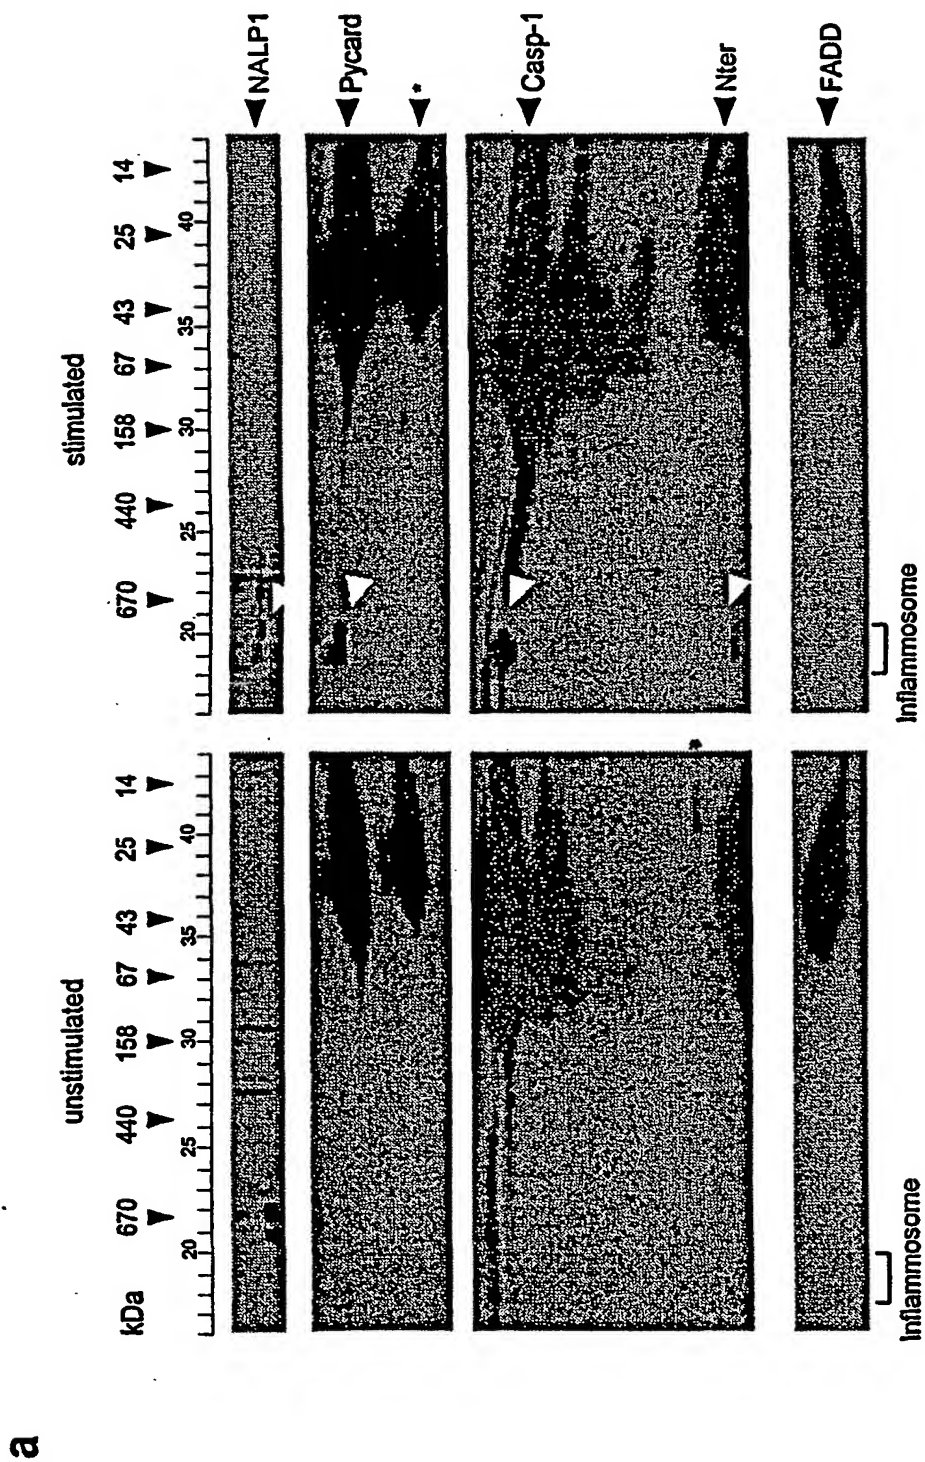 a
unstimulated
stimulated
kDa
670
440
158
67
43
25
14
670
440
158
67
43
25
14
20
25
30
35
40
20
25
30
35
40
NALP1
Pycard
*
Casp-1
Nter
FADD
Inflammosome
Inflammosome